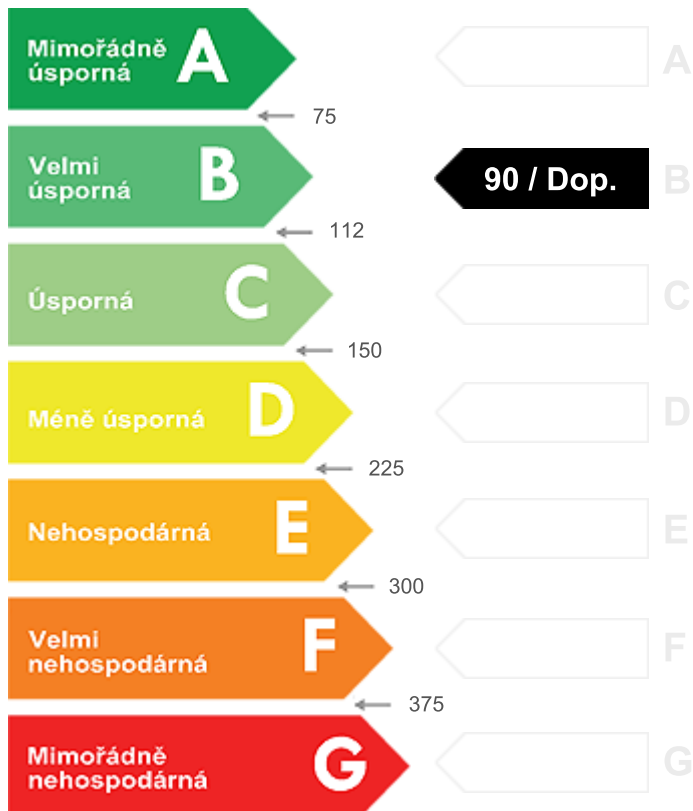 Mimořádně
úsporná
A
A
75
Velmi
úsporná
B
90 / Dop.
B
112
Úsporná
C
C
150
Méně úsporná
D
D
225
Nehospodárná
E
E
300
Velmi
nehospodárná
F
F
375
Mimořádně
nehospodárná
G
G